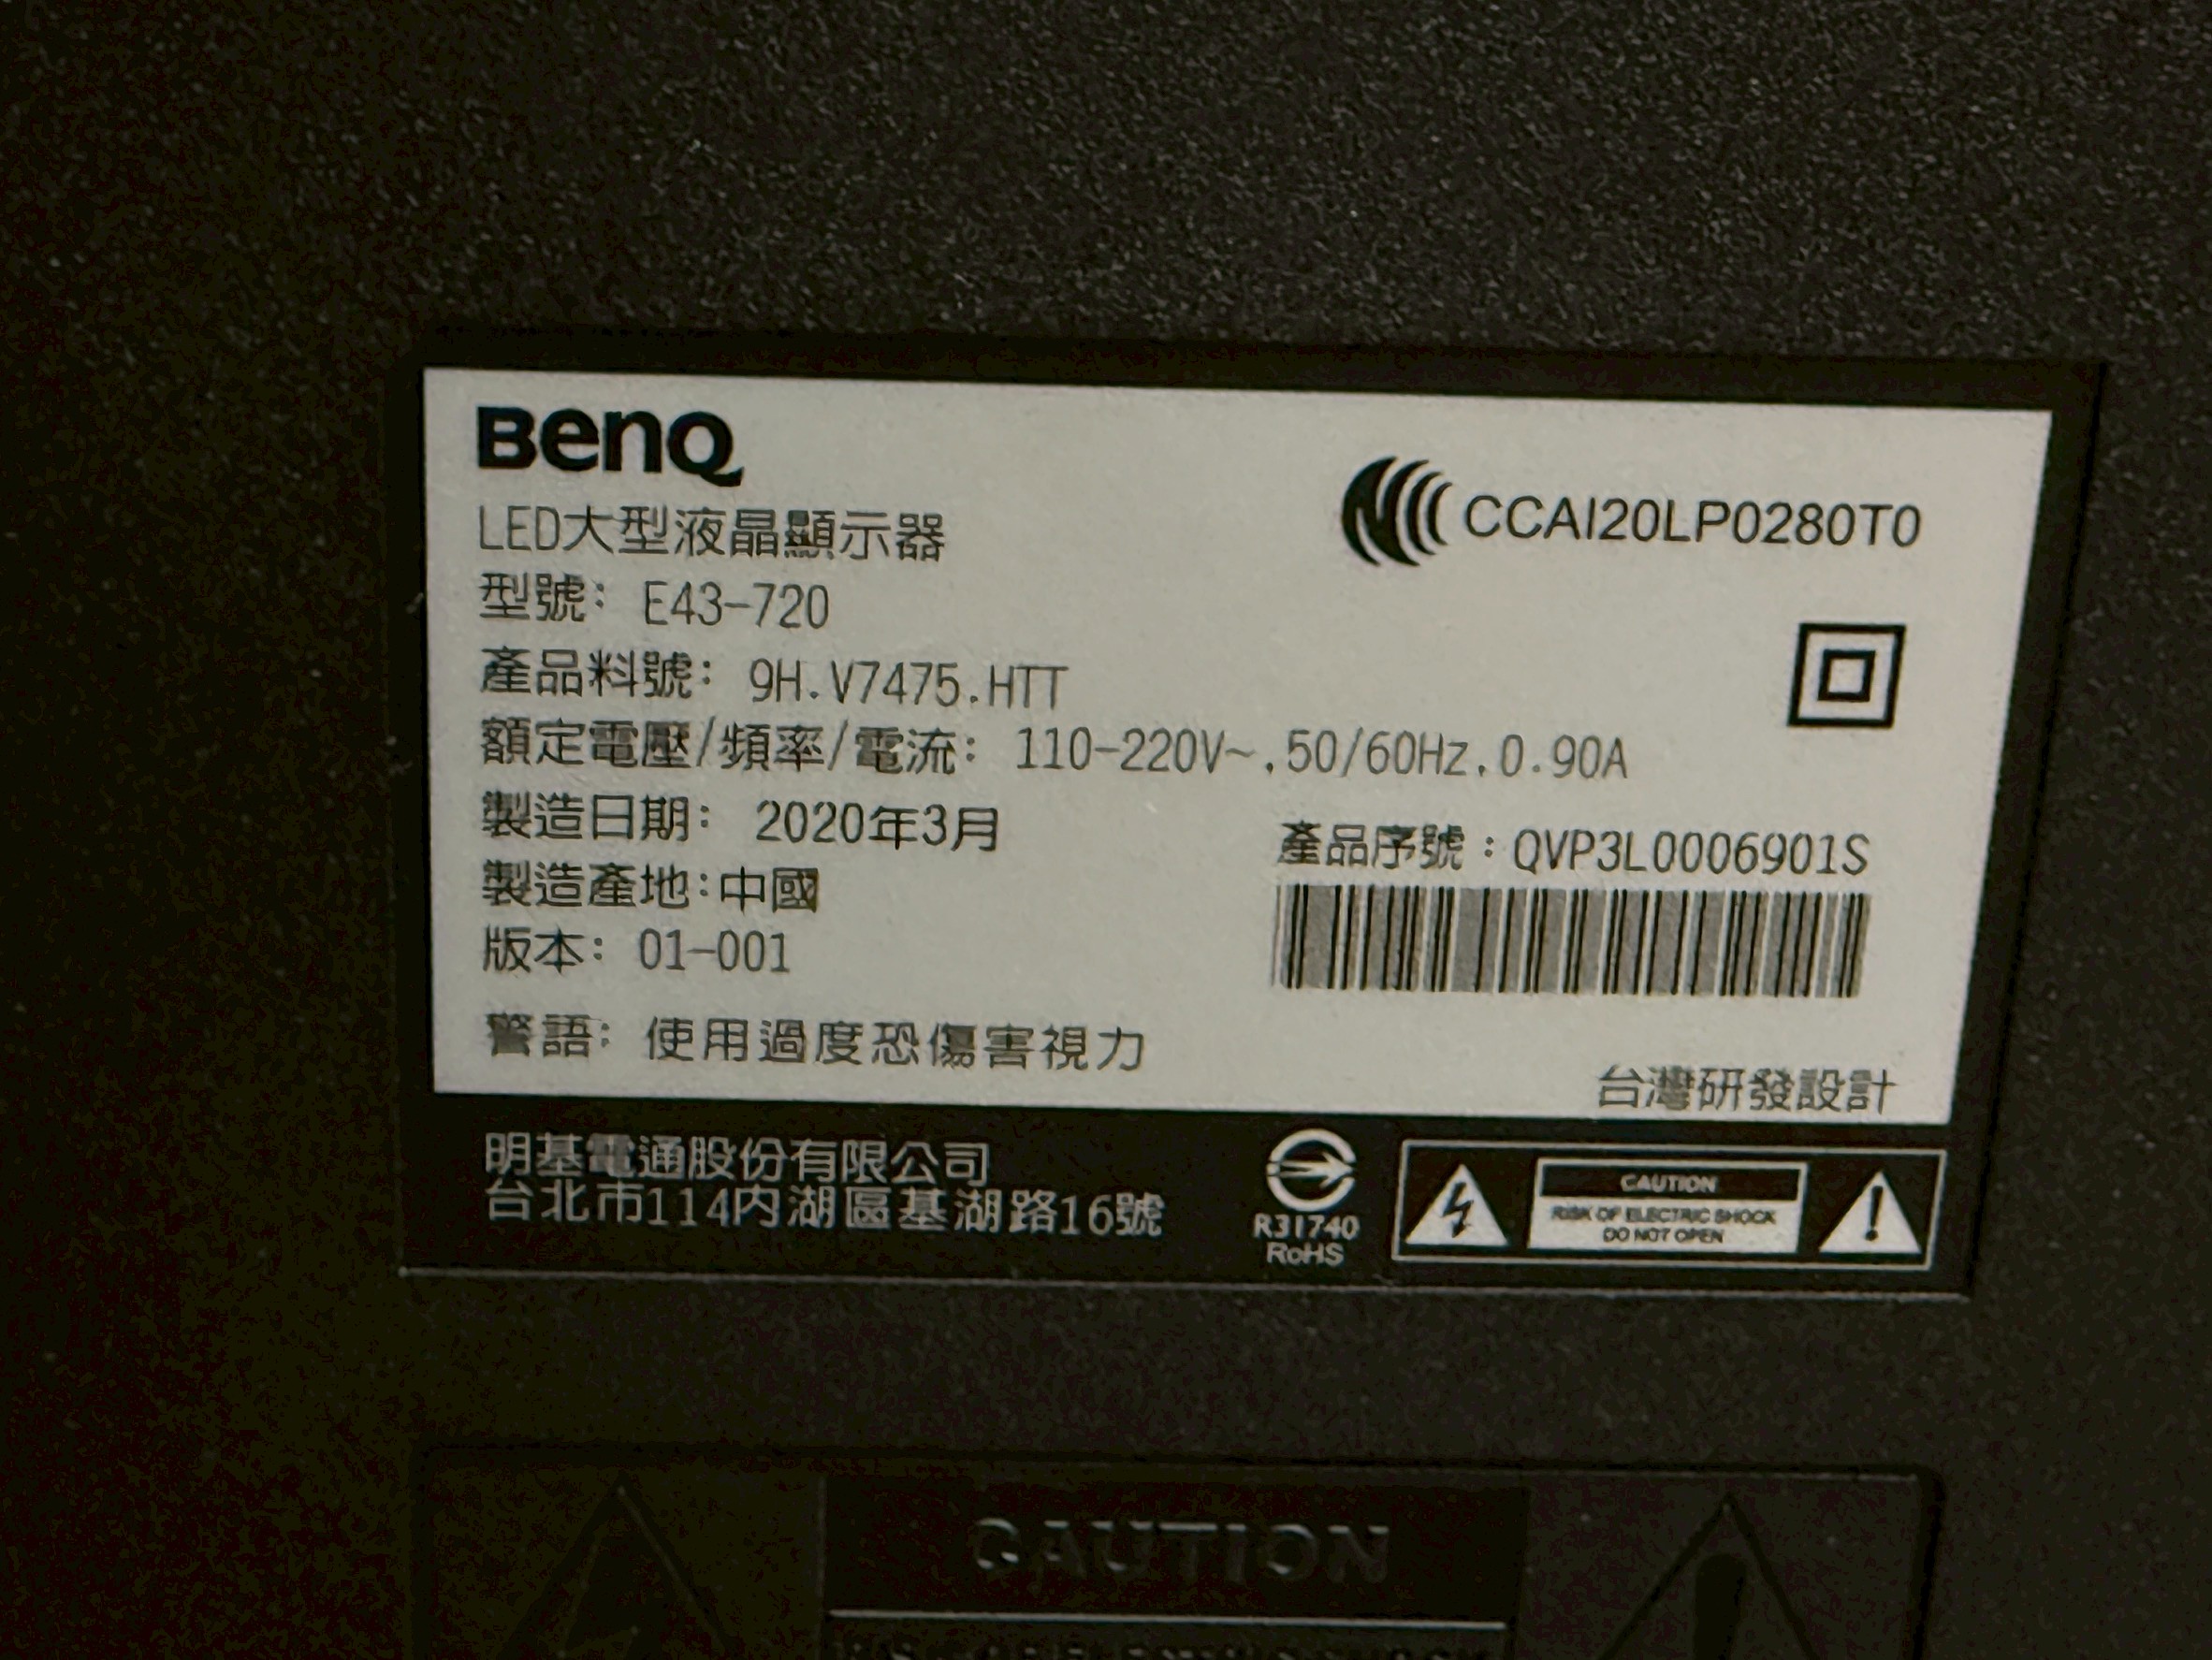 BenQ
LED大型液晶顯示器
CCAI20LP0280T0
型號: E43-720
產品料號: 9H.V7475.HTT
額定電壓/頻率/電流: 110-220V~,50/60Hz,0.90A
製造日期: 2020年3月
產品序號:QVP3L0006901S
製造產地:中國
版本: 01-001
警語: 使用過度恐傷害視力
台灣研發設計
明基電通股份有限公司
台北市114內湖區基湖路16號
R31740
RoHS
CAUTION
RISK OF ELECTRIC SHOCK
DO NOT OPEN
CAUTION